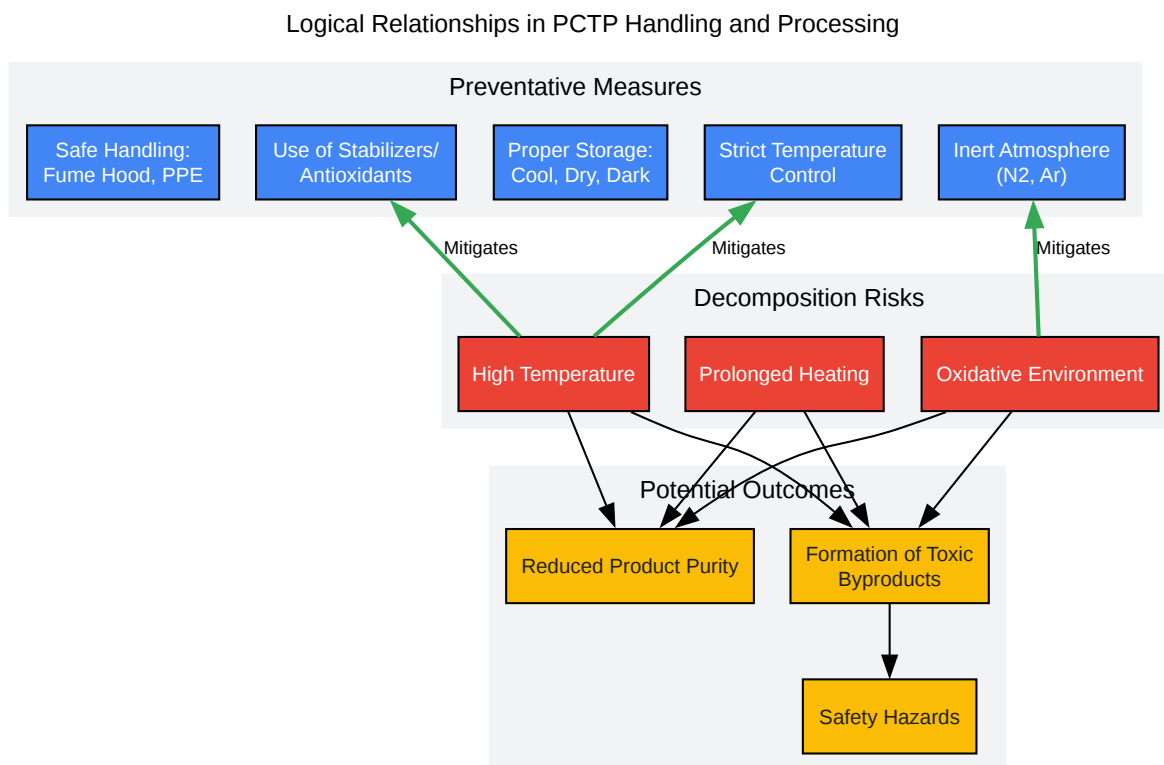 Logical Relationships in PCTP Handling and Processing
Preventative Measures
Safe Handling:
Fume Hood, PPE
Use of Stabilizers/
Antioxidants
Proper Storage:
Cool, Dry, Dark
Strict Temperature
Control
Inert Atmosphere
(N2, Ar)
Mitigates
Mitigates
Mitigates
Decomposition Risks
High Temperature
Prolonged Heating
Oxidative Environment
Potential Outcomes
Reduced Product Purity
Formation of Toxic
Byproducts
Safety Hazards